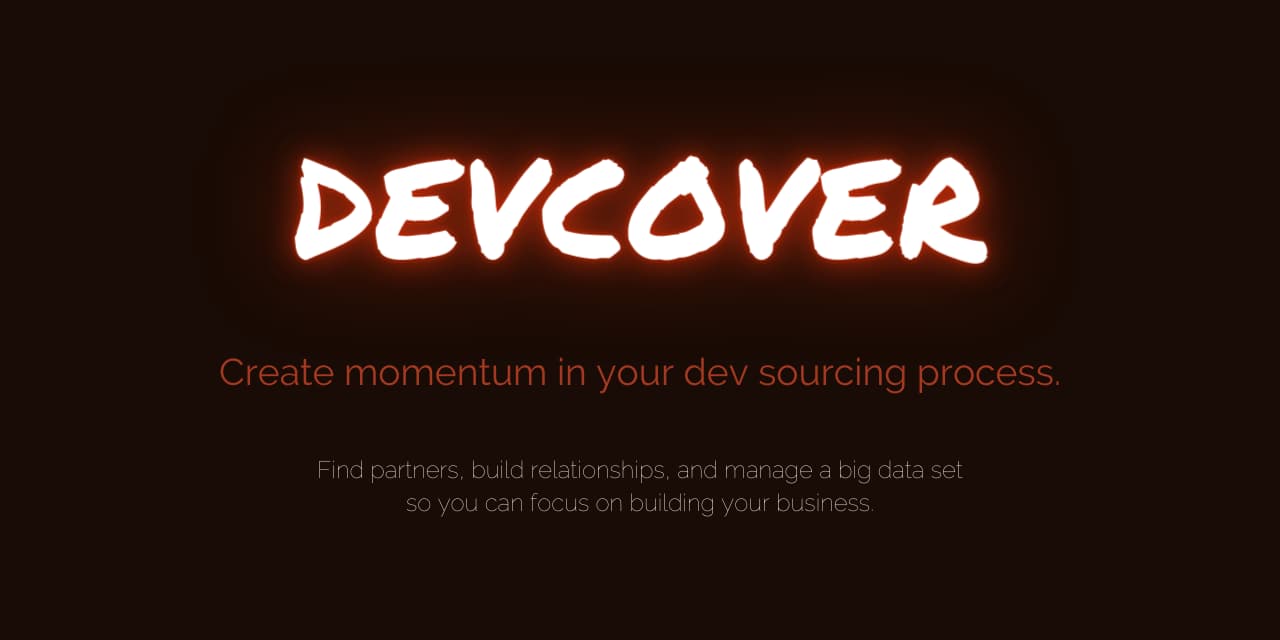 DEVCOVER
Create momentum in your dev sourcing process.
Find partners, build relationships, and manage a big data set
so you can focus on building your business.